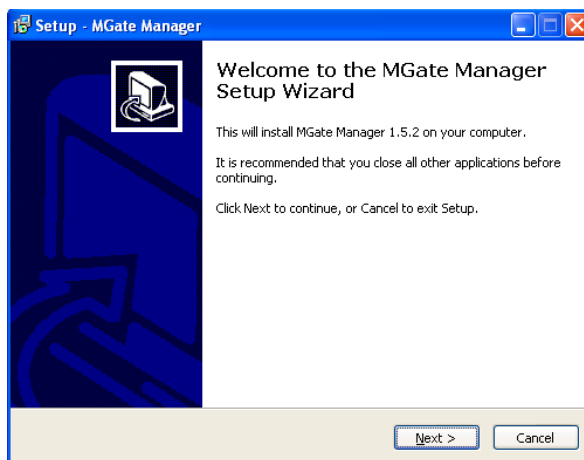 Setup - MGate Manager
Welcome to the MGate Manager
Setup Wizard
This will install MGate Manager 1.5.2 on your computer.
It is recommended that you close all other applications before
continuing.
Click Next to continue, or Cancel to exit Setup.
Next >
Cancel